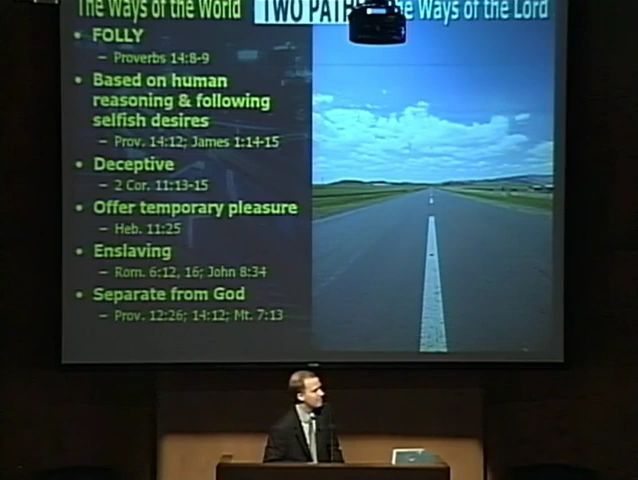 The Ways of the World
TWO PATHS
The Ways of the Lord
• FOLLY
– Proverbs 14:8-9
• Based on human
reasoning & following
selfish desires
– Prov. 14:12; James 1:14-15
• Deceptive
– 2 Cor. 11:13-15
• Offer temporary pleasure
– Heb. 11:25
• Enslaving
– Rom. 6:12, 16; John 8:34
• Separate from God
– Prov. 12:26; 14:12; Mt. 7:13